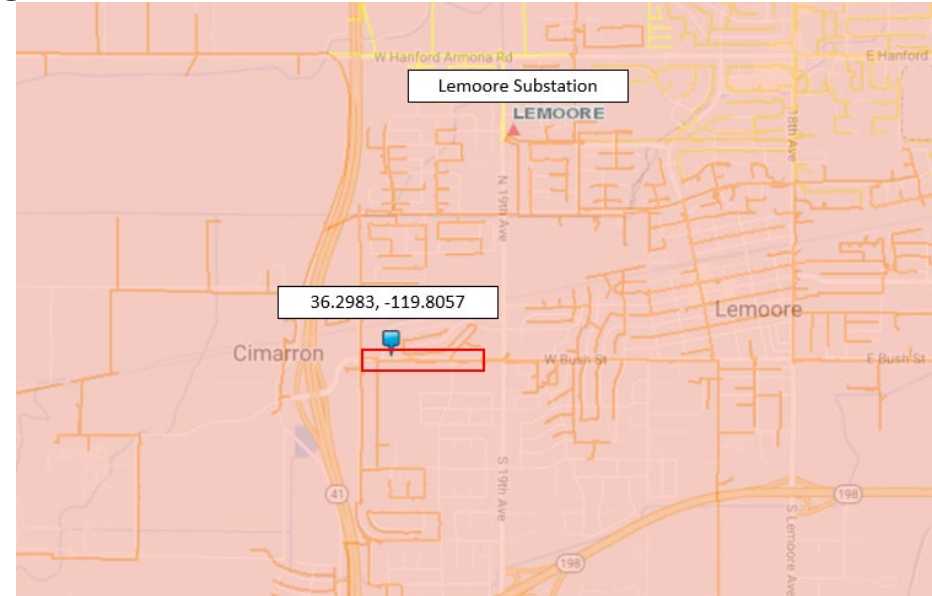 W Hanford Armona Rd
E Hanford
Lemoore Substation
LEMOORE
18th Ave
N 19th Ave
36.2983, -119.8057
Lemoore
Cimarron
W Bush St
E Bush St
S 19th Ave
41
198
S Lemoore Ave
198